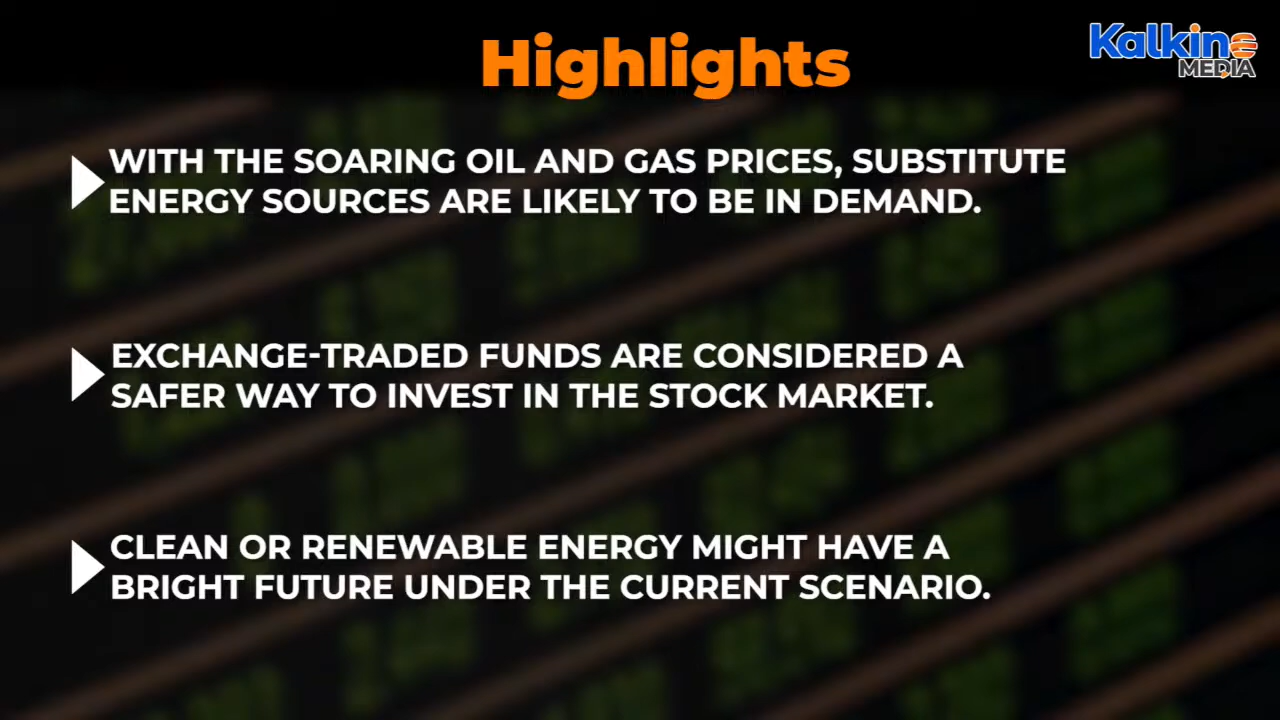 Highlights
Kalkine
MEDIA
WITH THE SOARING OIL AND GAS PRICES, SUBSTITUTE
ENERGY SOURCES ARE LIKELY TO BE IN DEMAND.
EXCHANGE-TRADED FUNDS ARE CONSIDERED A
SAFER WAY TO INVEST IN THE STOCK MARKET.
CLEAN OR RENEWABLE ENERGY MIGHT HAVE A
BRIGHT FUTURE UNDER THE CURRENT SCENARIO.